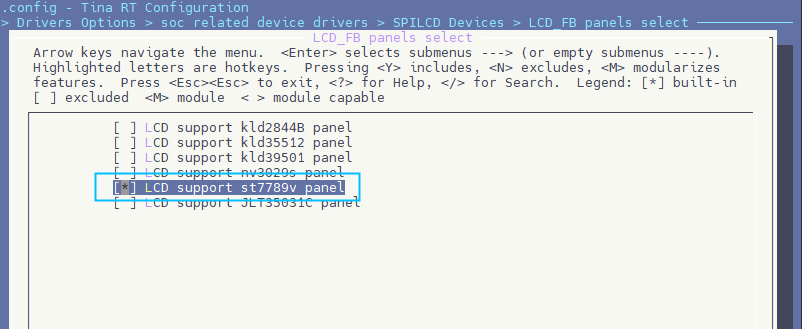 .config - Tina RT Configuration
> Drivers Options > soc related device drivers > SPILCD Devices > LCD_FB panels select
LCD_FB panels select
Arrow keys navigate the menu.  <Enter> selects submenus ---> (or empty submenus ----).
Highlighted letters are hotkeys.  Pressing <Y> includes, <N> excludes, <M> modularizes
features.  Press <Esc><Esc> to exit, <?> for Help, </> for Search.  Legend: [*] built-in
[ ] excluded  <M> module  < > module capable
[ ] LCD support kld2844B panel
[ ] LCD support kld35512 panel
[ ] LCD support kld39501 panel
[ ] LCD support nv3029s panel
[*] LCD support st7789v panel
[ ] LCD support JLT35031C panel